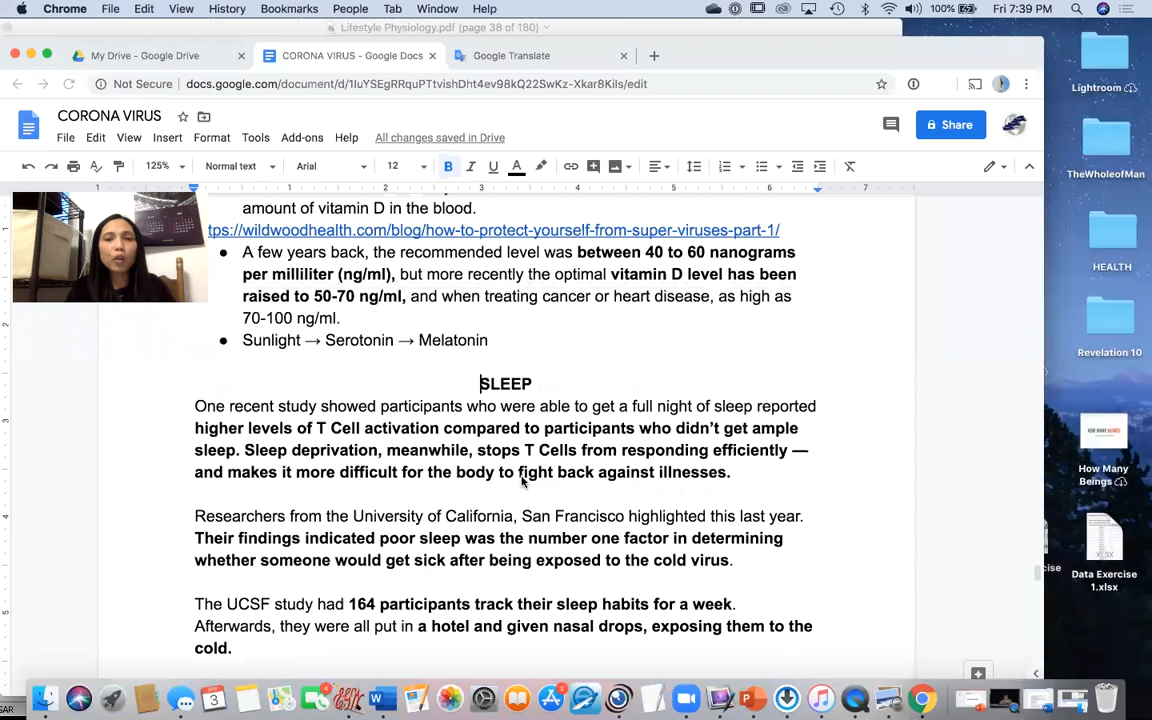 Chrome File Edit View History Bookmarks People Tab Window Help 100% Fri 7:39 PM
Lifestyle Physiology.pdf (page 38 of 180)
My Drive - Google Drive CORONA VIRUS - Google Docs Google Translate
Not Secure docs.google.com/document/d/1luYSEgRRquPTtvishDht4ev98kQ22SwKz-Xkar8Kils/edit
Lightroom
CORONA VIRUS
File Edit View Insert Format Tools Add-ons Help All changes saved in Drive
Share
TheWholeofMan
125% Normal text Arial 12
1 1 2 3 4 5 6 7
amount of vitamin D in the blood.
tps://wildwoodhealth.com/blog/how-to-protect-yourself-from-super-viruses-part-1/
● A few years back, the recommended level was between 40 to 60 nanograms
per milliliter (ng/ml), but more recently the optimal vitamin D level has been
raised to 50-70 ng/ml, and when treating cancer or heart disease, as high as
70-100 ng/ml.
● Sunlight → Serotonin → Melatonin
HEALTH
Revelation 10
SLEEP
One recent study showed participants who were able to get a full night of sleep reported
higher levels of T Cell activation compared to participants who didn't get ample
sleep. Sleep deprivation, meanwhile, stops T Cells from responding efficiently —
and makes it more difficult for the body to fight back against illnesses.
How Many
Beings
Researchers from the University of California, San Francisco highlighted this last year.
Their findings indicated poor sleep was the number one factor in determining
whether someone would get sick after being exposed to the cold virus.
XLSX
Data Exercise
1.xlsx
The UCSF study had 164 participants track their sleep habits for a week.
Afterwards, they were all put in a hotel and given nasal drops, exposing them to the
cold.